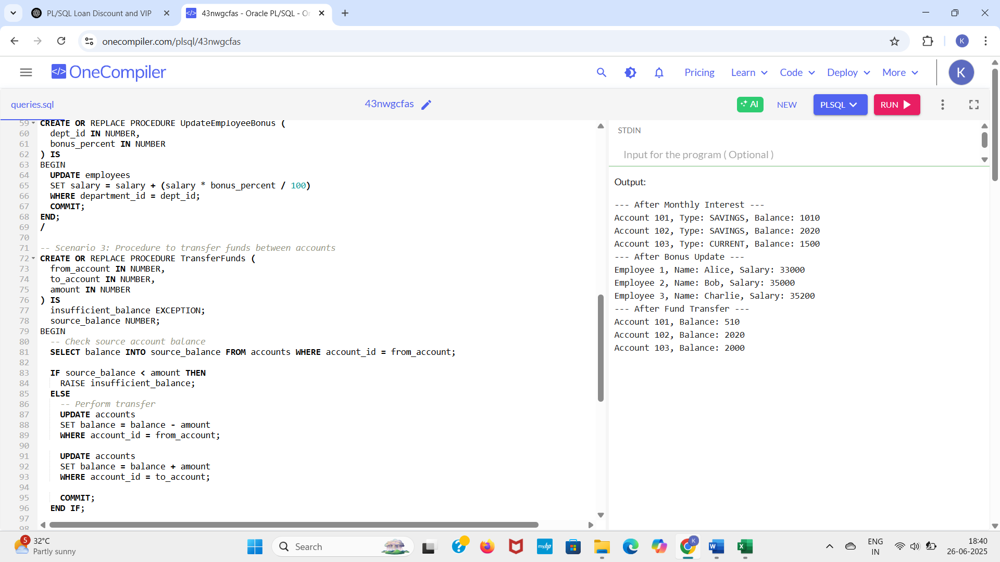 PL/SQL Loan Discount and VIP
43nwgcfas - Oracle PL/SQL - Or
onecompiler.com/plsql/43nwgcfas
K
</> OneCompiler
Pricing
Learn
Code
Deploy
More
K
queries.sql
43nwgcfas
AI
NEW
PLSQL
RUN
59 CREATE OR REPLACE PROCEDURE UpdateEmployeeBonus (
60 dept_id IN NUMBER,
61 bonus_percent IN NUMBER
62 ) IS
63 BEGIN
64 UPDATE employees
65 SET salary = salary + (salary * bonus_percent / 100)
66 WHERE department_id = dept_id;
67 COMMIT;
68 END;
69 /
70
71 -- Scenario 3: Procedure to transfer funds between accounts
72 CREATE OR REPLACE PROCEDURE TransferFunds (
73 from_account IN NUMBER,
74 to_account IN NUMBER,
75 amount IN NUMBER
76 ) IS
77 insufficient_balance EXCEPTION;
78 source_balance NUMBER;
79 BEGIN
80 -- Check source account balance
81 SELECT balance INTO source_balance FROM accounts WHERE account_id = from_account;
82
83 IF source_balance < amount THEN
84 RAISE insufficient_balance;
85 ELSE
86 -- Perform transfer
87 UPDATE accounts
88 SET balance = balance - amount
89 WHERE account_id = from_account;
90
91 UPDATE accounts
92 SET balance = balance + amount
93 WHERE account_id = to_account;
94
95 COMMIT;
96 END IF;
97
98
STDIN
Input for the program ( Optional )
Output:
--- After Monthly Interest ---
Account 101, Type: SAVINGS, Balance: 1010
Account 102, Type: SAVINGS, Balance: 2020
Account 103, Type: CURRENT, Balance: 1500
--- After Bonus Update ---
Employee 1, Name: Alice, Salary: 33000
Employee 2, Name: Bob, Salary: 35000
Employee 3, Name: Charlie, Salary: 35200
--- After Fund Transfer ---
Account 101, Balance: 510
Account 102, Balance: 2020
Account 103, Balance: 2000
5
32°C
Partly sunny
Search
myhp
K
W
X
ENG
IN
18:40
26-06-2025